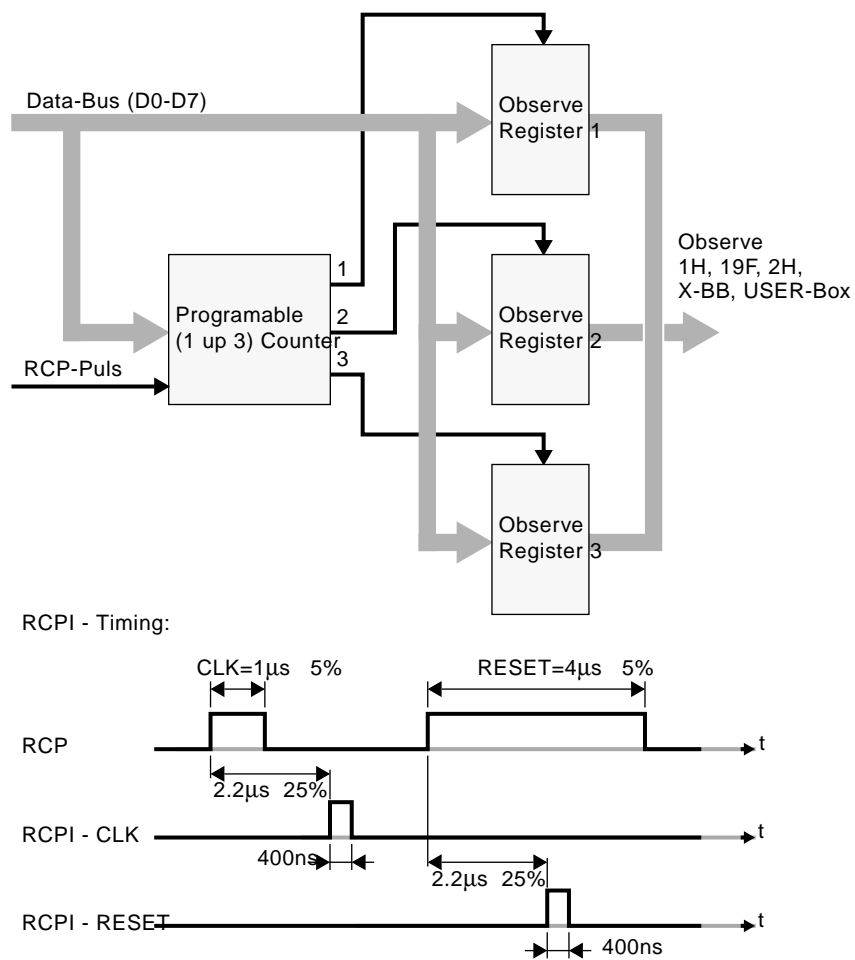 Data-Bus (D0-D7)
Observe
Register 1
1
2
3
Programable
(1 up 3) Counter
RCP-Puls
Observe
Register 2
Observe
1H, 19F, 2H,
X-BB, USER-Box
Observe
Register 3
RCPI - Timing:
CLK=1µs 5%
RESET=4µs 5%
RCP
t
2.2µs 25%
RCPI - CLK
t
400ns
2.2µs 25%
RCPI - RESET
t
400ns